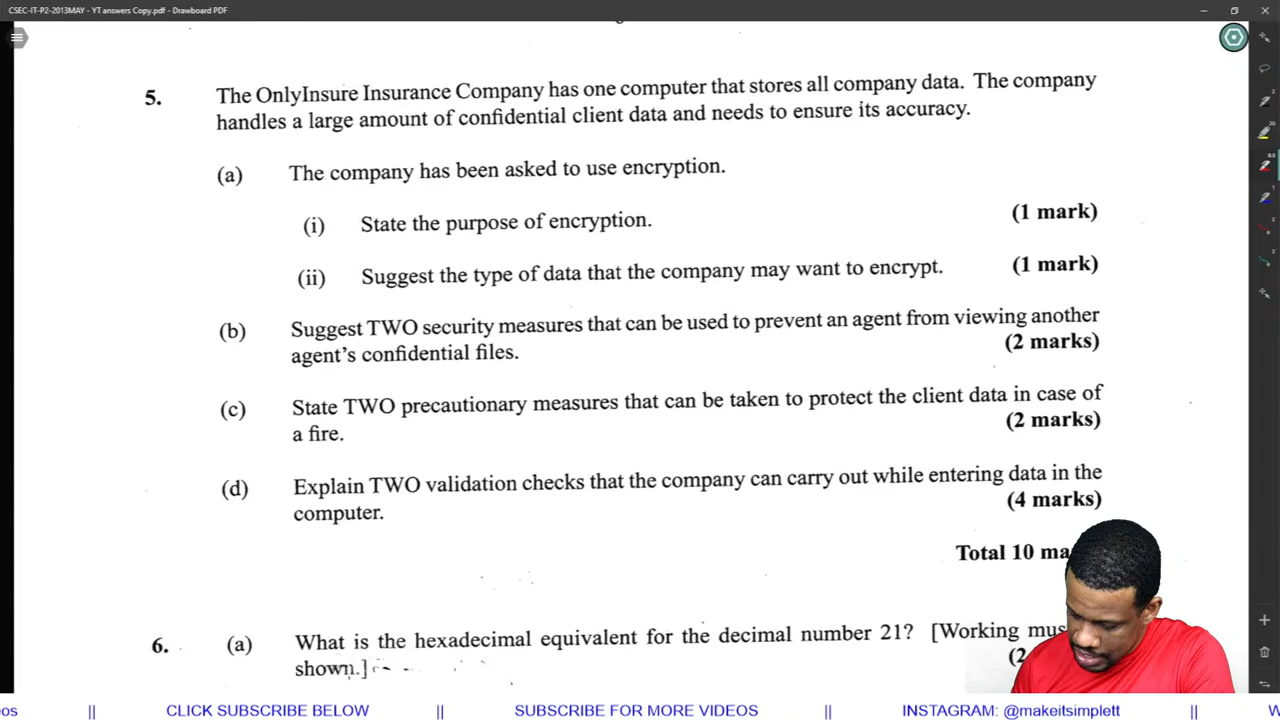 CSEC-IT-P2-2013MAY - YT answers Copy.pdf - Drawboard PDF
5. The OnlyInsure Insurance Company has one computer that stores all company data. The company
handles a large amount of confidential client data and needs to ensure its accuracy.
(a) The company has been asked to use encryption.
(i) State the purpose of encryption. (1 mark)
(ii) Suggest the type of data that the company may want to encrypt. (1 mark)
(b) Suggest TWO security measures that can be used to prevent an agent from viewing another
agent's confidential files. (2 marks)
(c) State TWO precautionary measures that can be taken to protect the client data in case of
a fire. (2 marks)
(d) Explain TWO validation checks that the company can carry out while entering data in the
computer. (4 marks)
Total 10
6. (a) What is the hexadecimal equivalent for the decimal number 21? [Working
shown.] (2
|| CLICK SUBSCRIBE BELOW || SUBSCRIBE FOR MORE VIDEOS || INSTAGRAM: @makeitsimplett ||